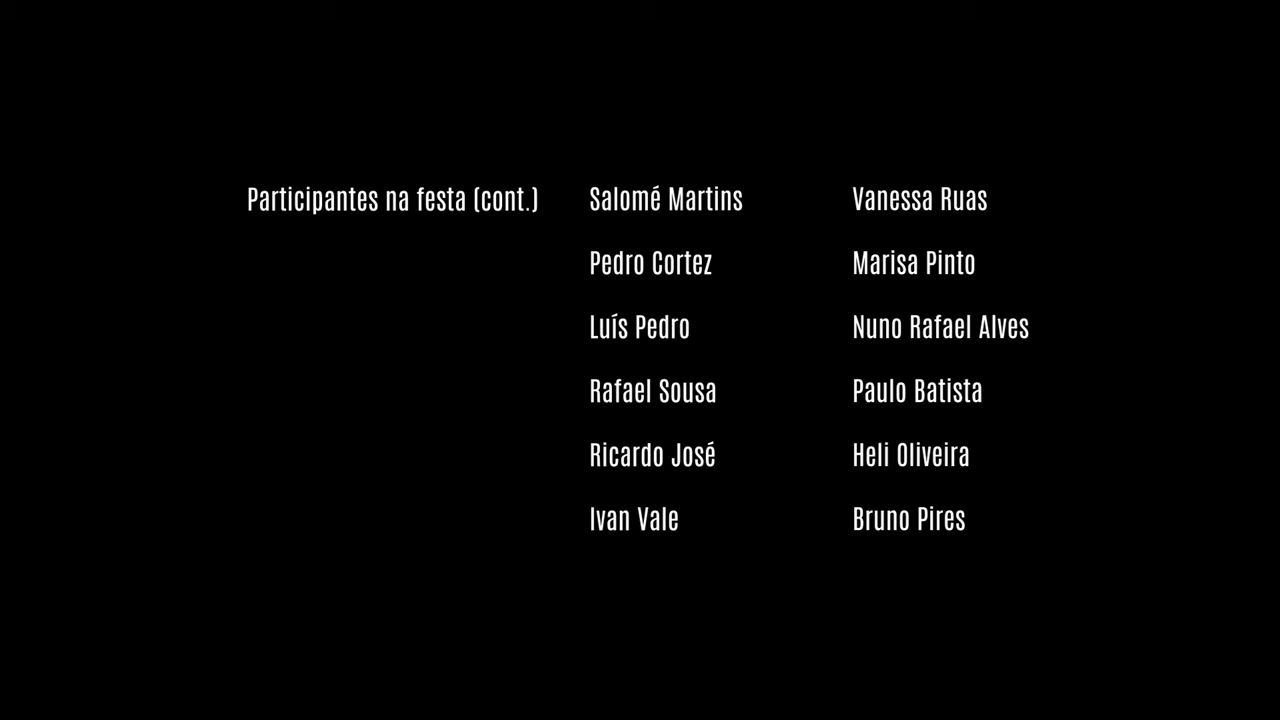 Participantes na festa (cont.) Salomé Martins Vanessa Ruas
Pedro Cortez Marisa Pinto
Luís Pedro Nuno Rafael Alves
Rafael Sousa Paulo Batista
Ricardo José Heli Oliveira
Ivan Vale Bruno Pires